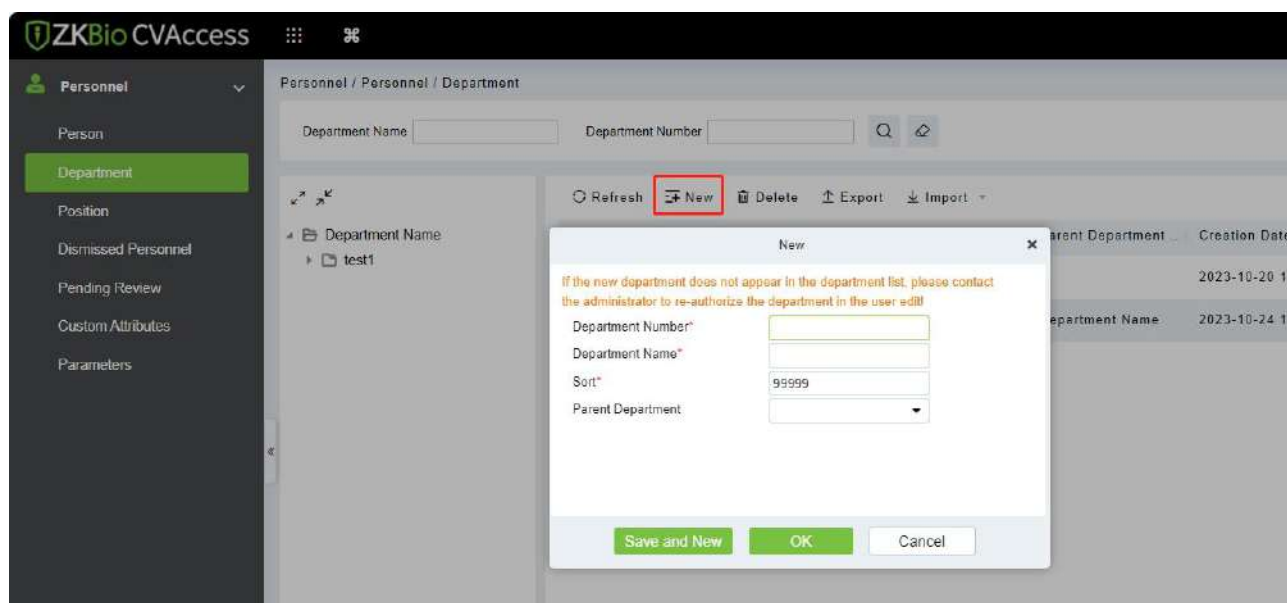 ZKBio CVAccess
Personnel
Person
Department
Position
Dismissed Personnel
Pending Review
Custom Attributes
Parameters
Personnel / Personnel / Department
Department Name
Department Number
Refresh New Delete Export Import
Department Name
test1
arent Department ... Creation Date
2023-10-20 1
epartment Name 2023-10-24 1
New
If the new department does not appear in the department list, please contact
the administrator to re-authorize the department in the user edit!
Department Number*
Department Name*
Sort* 99999
Parent Department
Save and New OK Cancel